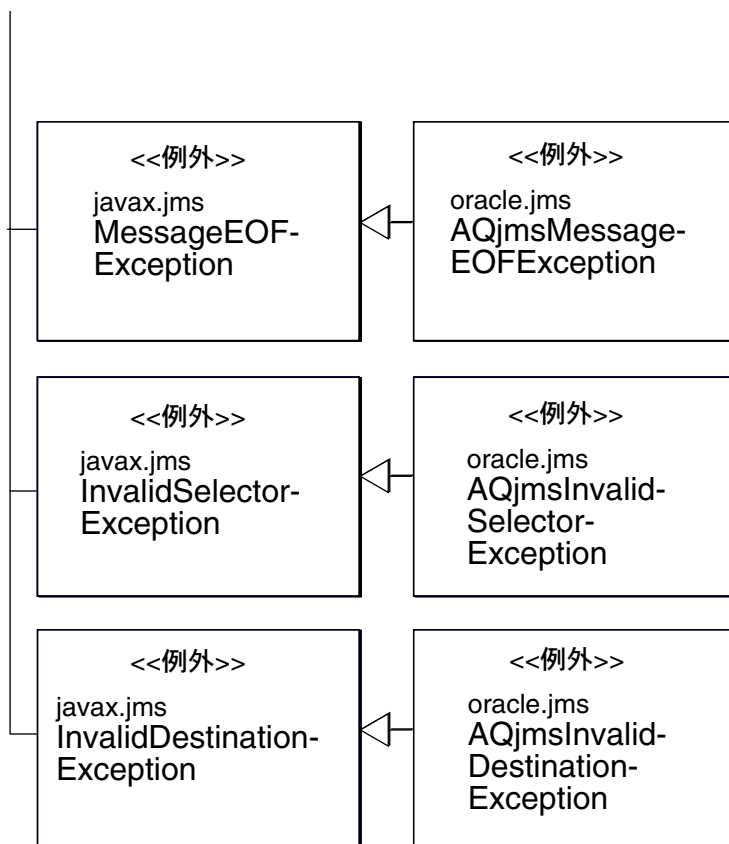 <<例外>>
javax.jms
MessageEOF-
Exception
<<例外>>
oracle.jms
AQjmsMessage-
EOFException
<<例外>>
javax.jms
InvalidSelector-
Exception
<<例外>>
oracle.jms
AQjmsInvalid-
Selector-
Exception
<<例外>>
javax.jms
InvalidDestination-
Exception
<<例外>>
oracle.jms
AQjmsInvalid-
Destination-
Exception